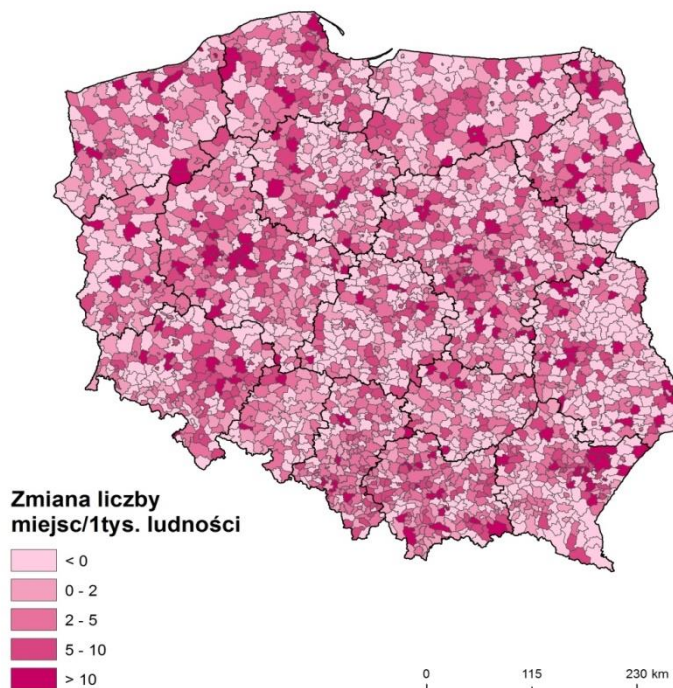 Zmiana liczby
miejsc/1tys. ludności
< 0
0 - 2
2 - 5
5 - 10
> 10
0 115 230 km